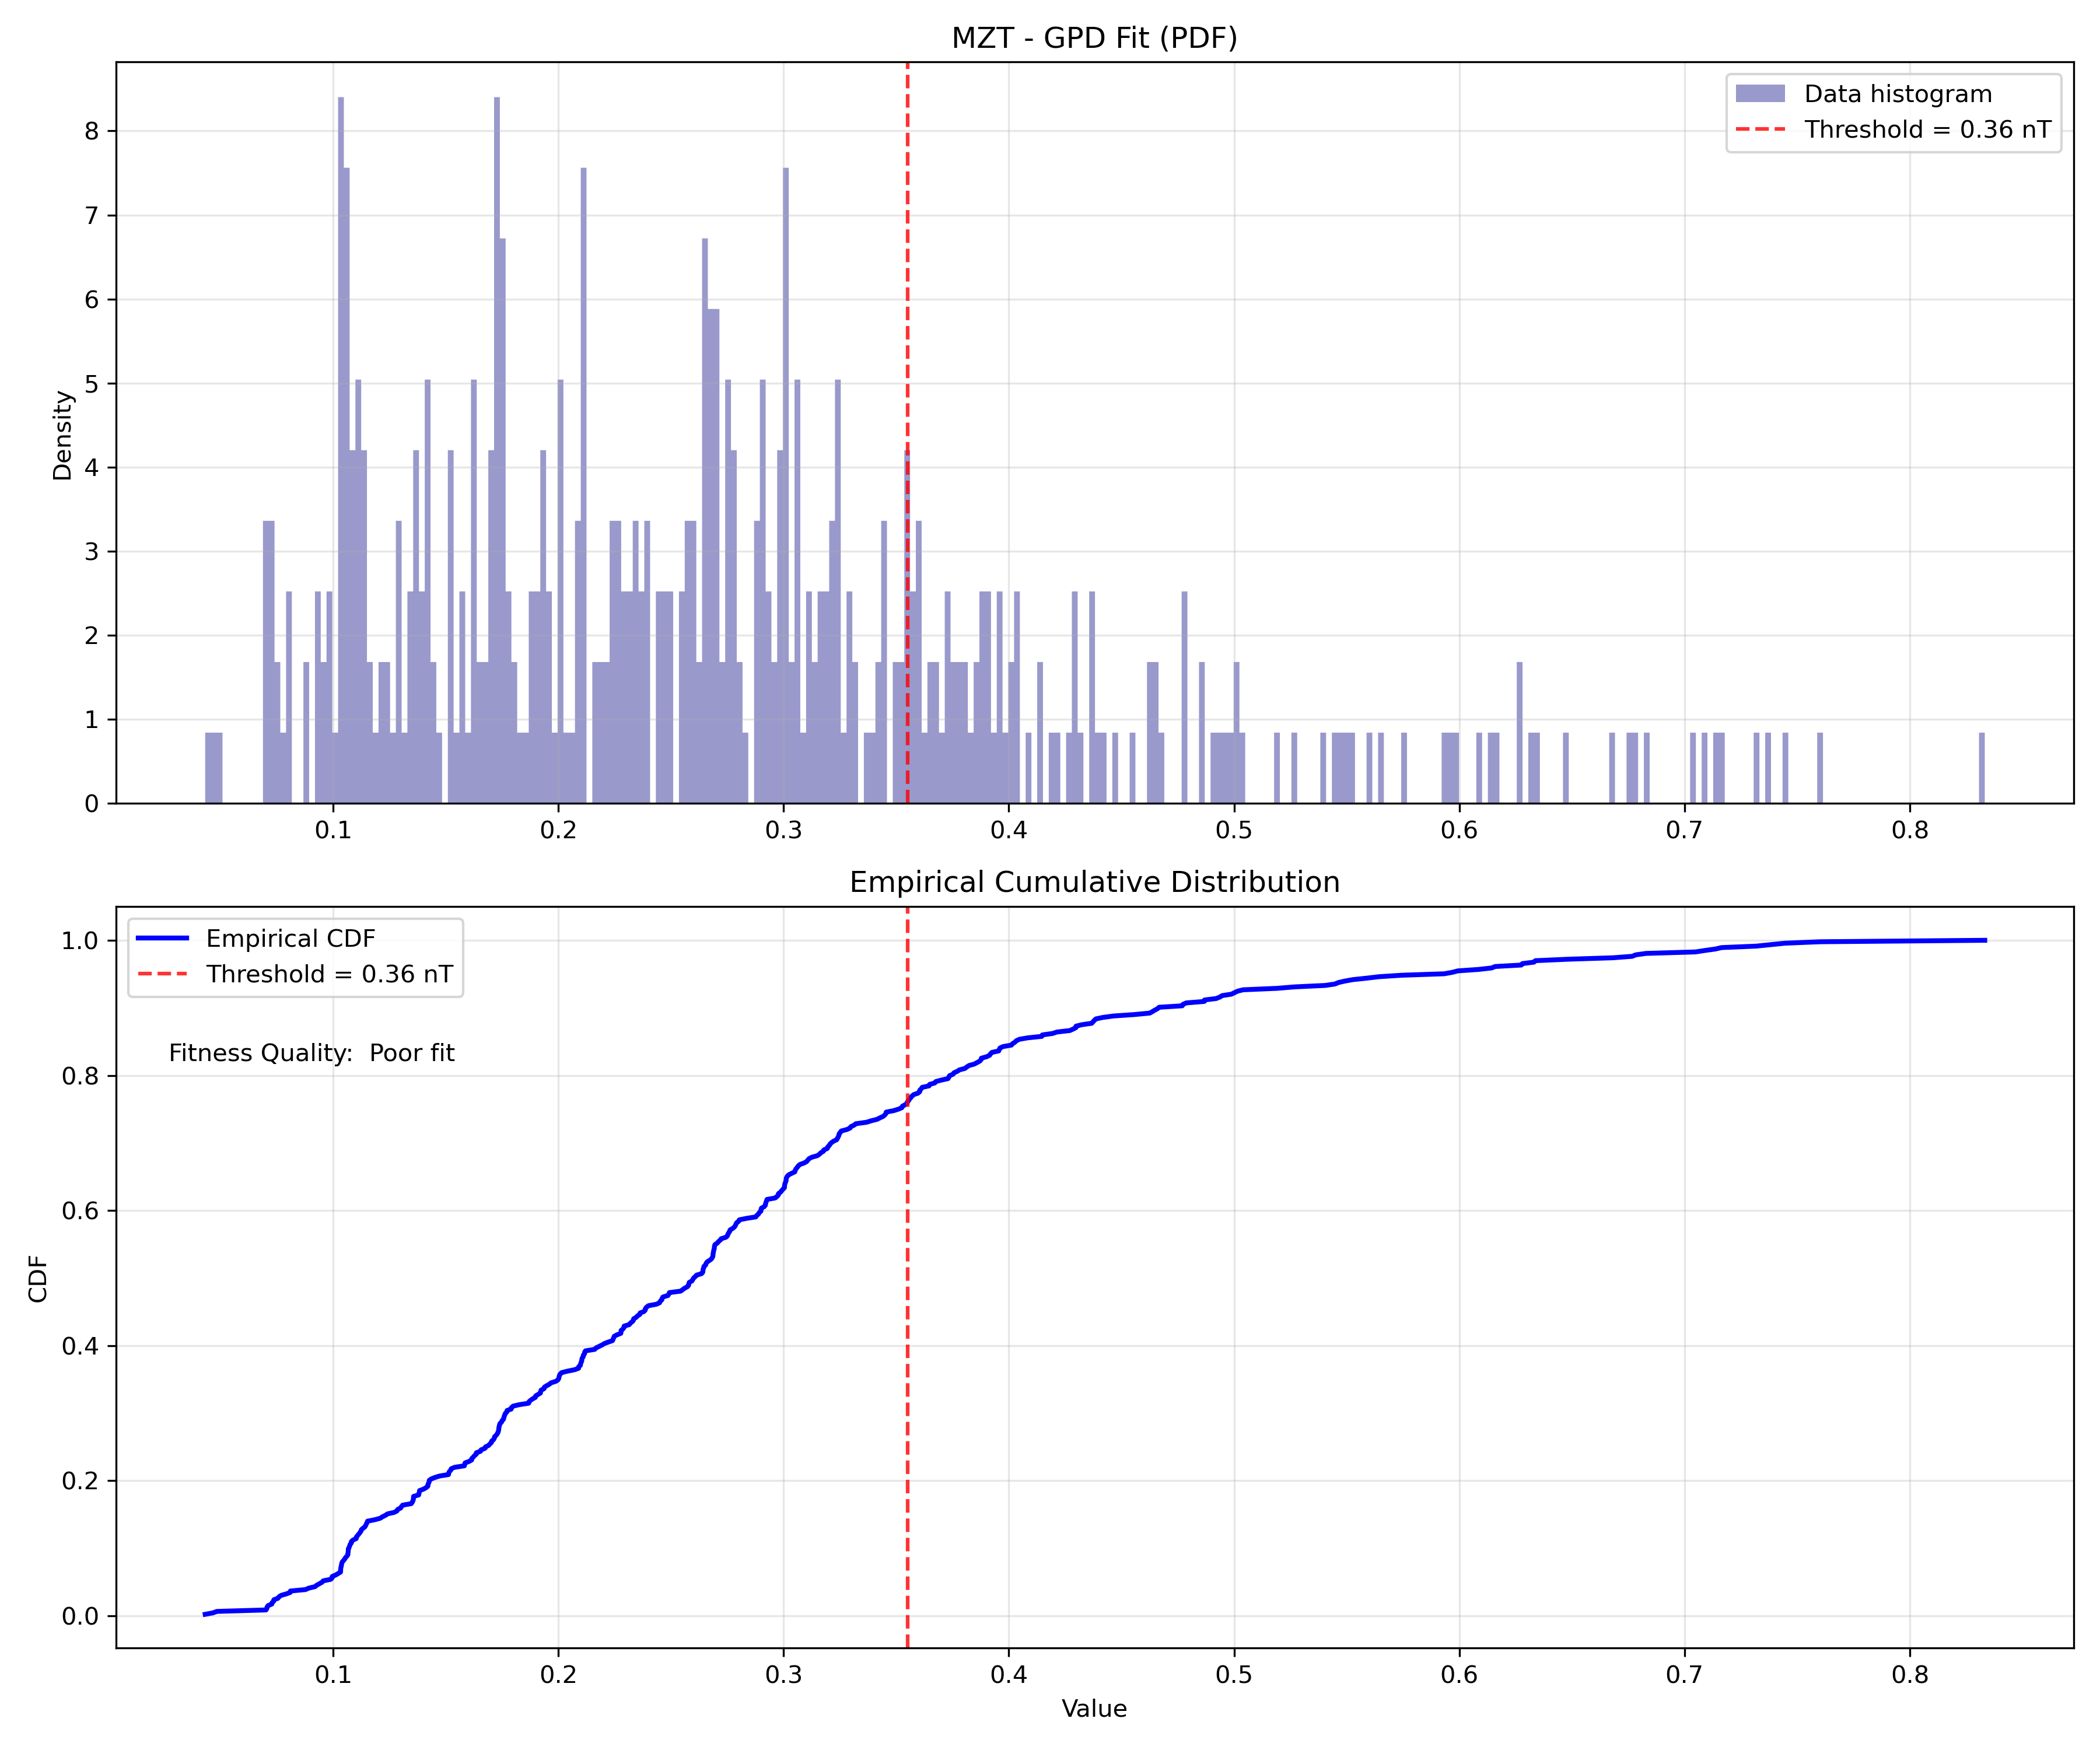 MZT - GPD Fit (PDF)
Data histogram
Threshold = 0.36 nT
Density
8
7
6
5
4
3
2
1
0
0.1 0.2 0.3 0.4 0.5 0.6 0.7 0.8
Empirical Cumulative Distribution
Empirical CDF
Threshold = 0.36 nT
Fitness Quality: Poor fit
CDF
1.0
0.8
0.6
0.4
0.2
0.0
0.1 0.2 0.3 0.4 0.5 0.6 0.7 0.8
Value